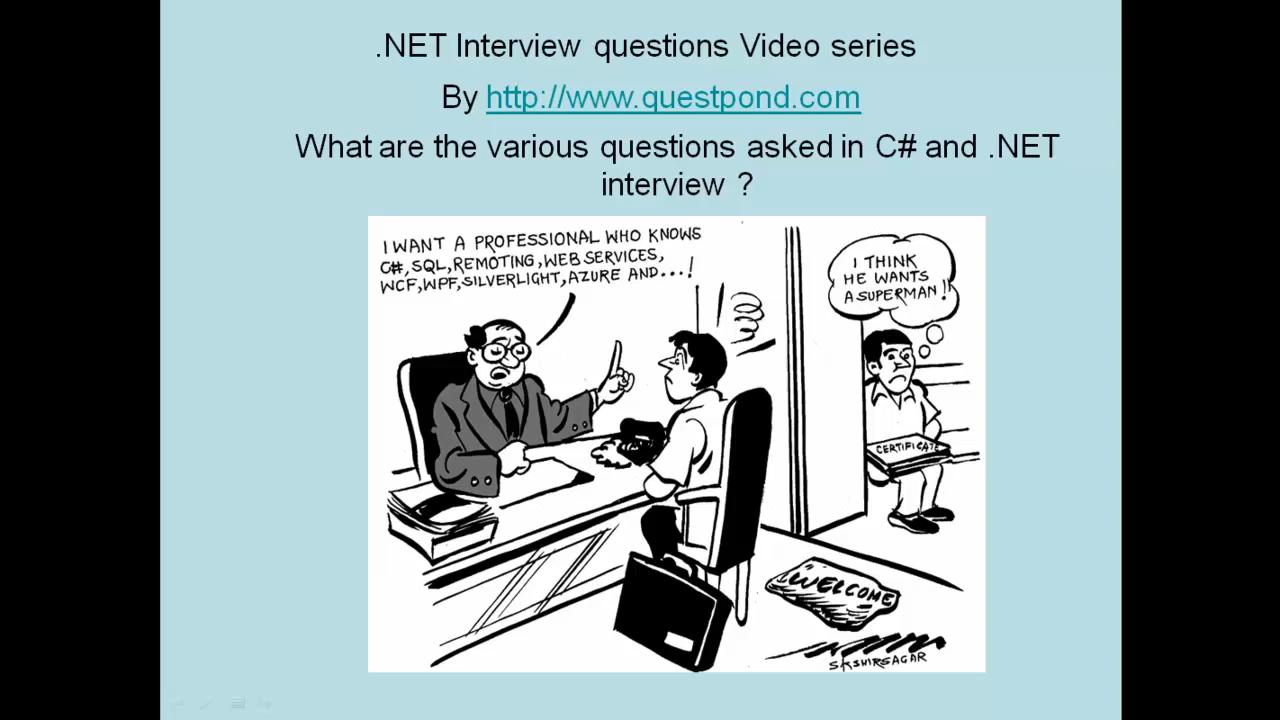 .NET Interview questions Video series
By http://www.questpond.com
What are the various questions asked in C# and .NET
interview ?
I WANT A PROFESSIONAL WHO KNOWS
C#, SQL, REMOTING, WEB SERVICES,
WCF, WPF, SILVERLIGHT, AZURE AND...!
I THINK
HE WANTS
A SUPERMAN!
CERTIFICATE
WELCOME
SKSHIRSAGAR